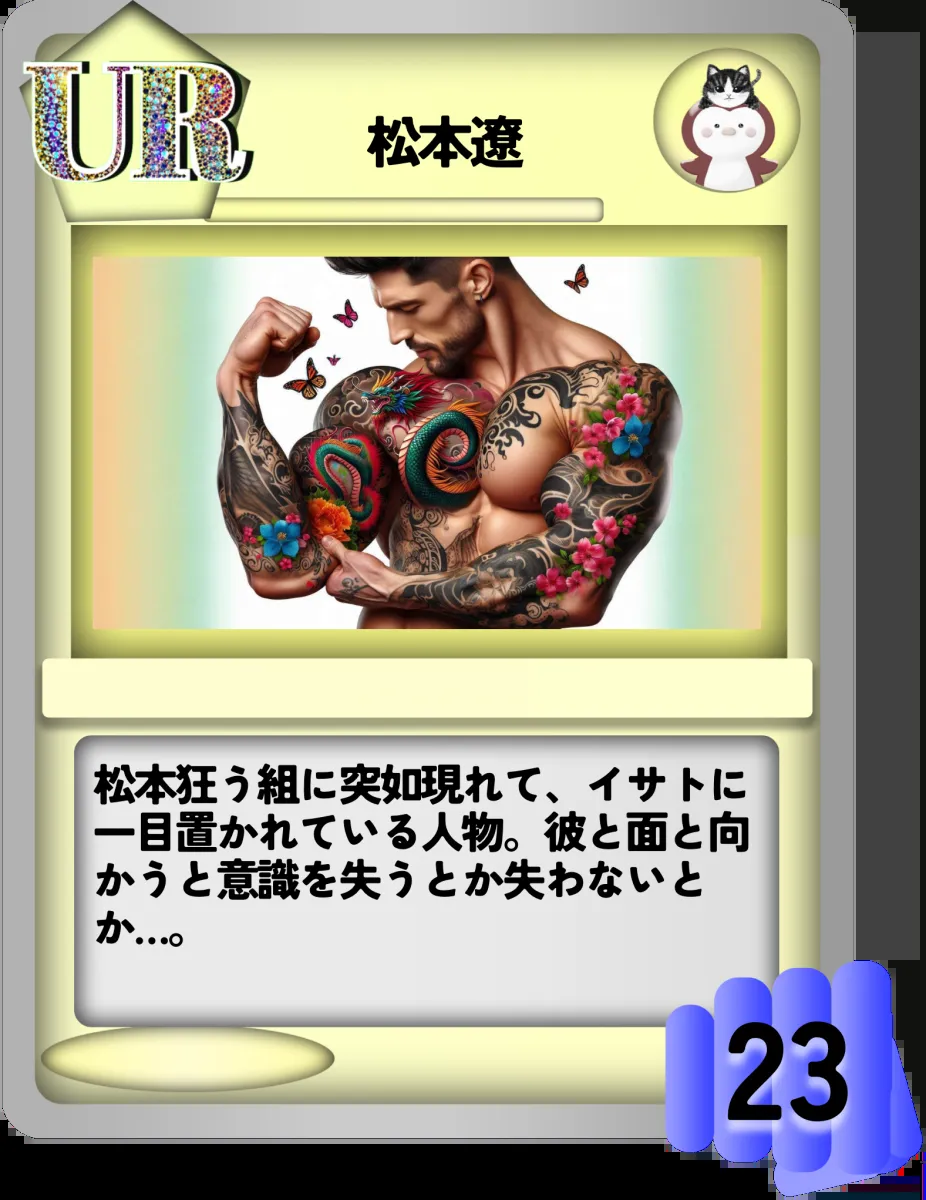 UR
松本遼
松本狂う組に突如現れて、イサトに
一目置かれている人物。彼と面と向
かうと意識を失うとか失わないと
か…。
23